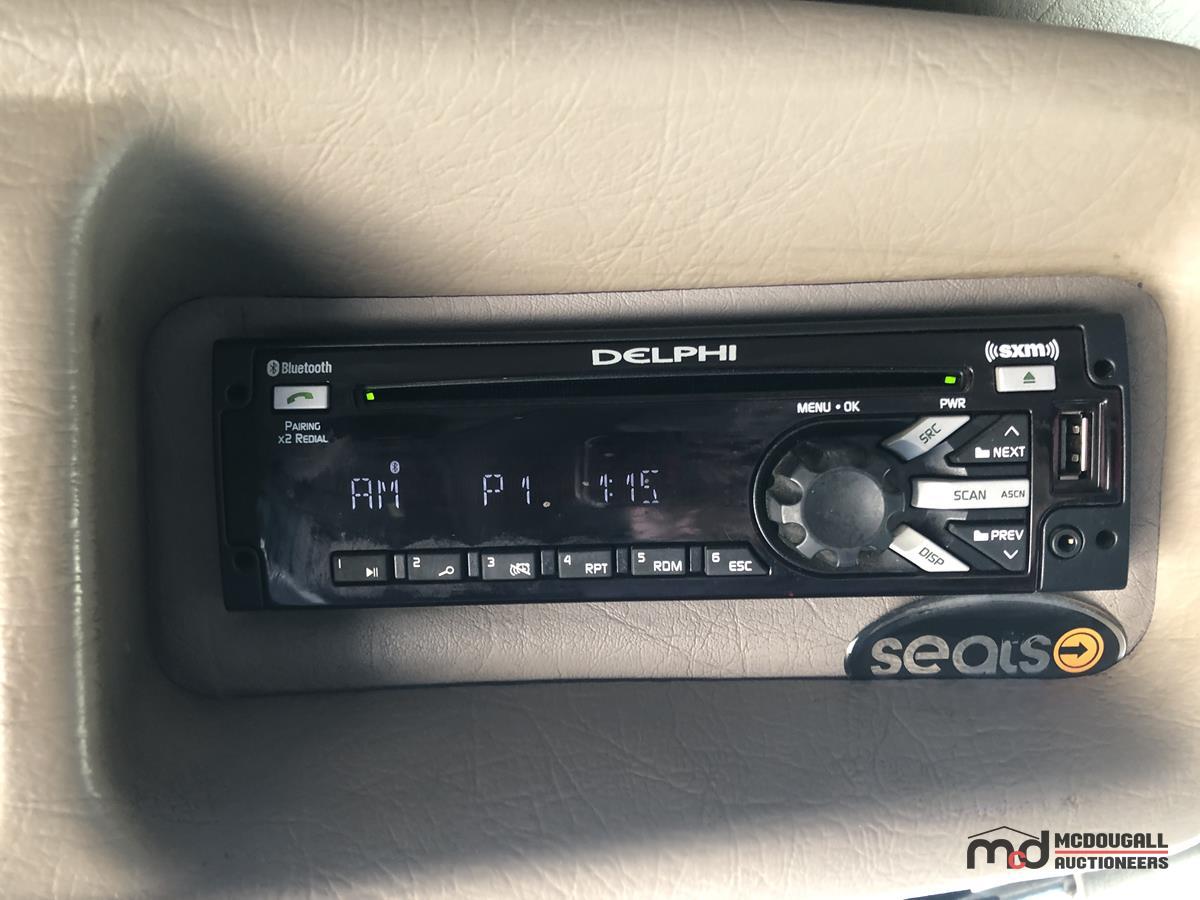 DELPHI
Bluetooth
((sxm))
PAIRING
x2 REDIAL
MENU • OK
PWR
SRC
NEXT
AM P1. 1:15
SCAN ASCN
PREV
DISP
1
2
3
4 RPT
5 RDM
6 ESC
seats
md MCDOUGALL
AUCTIONEERS